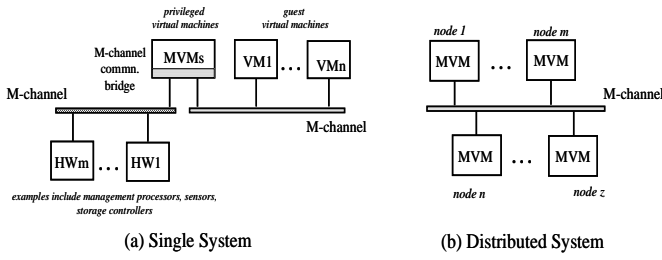 privileged
virtual machines
guest
virtual machines
M-channel
commn.
bridge
MVMs
VM1
...
VMn
M-channel
M-channel
HWm
...
HW1
examples include management processors, sensors,
storage controllers
(a) Single System
node 1
node m
MVM
...
MVM
M-channel
MVM
...
MVM
node n
node z
(b) Distributed System